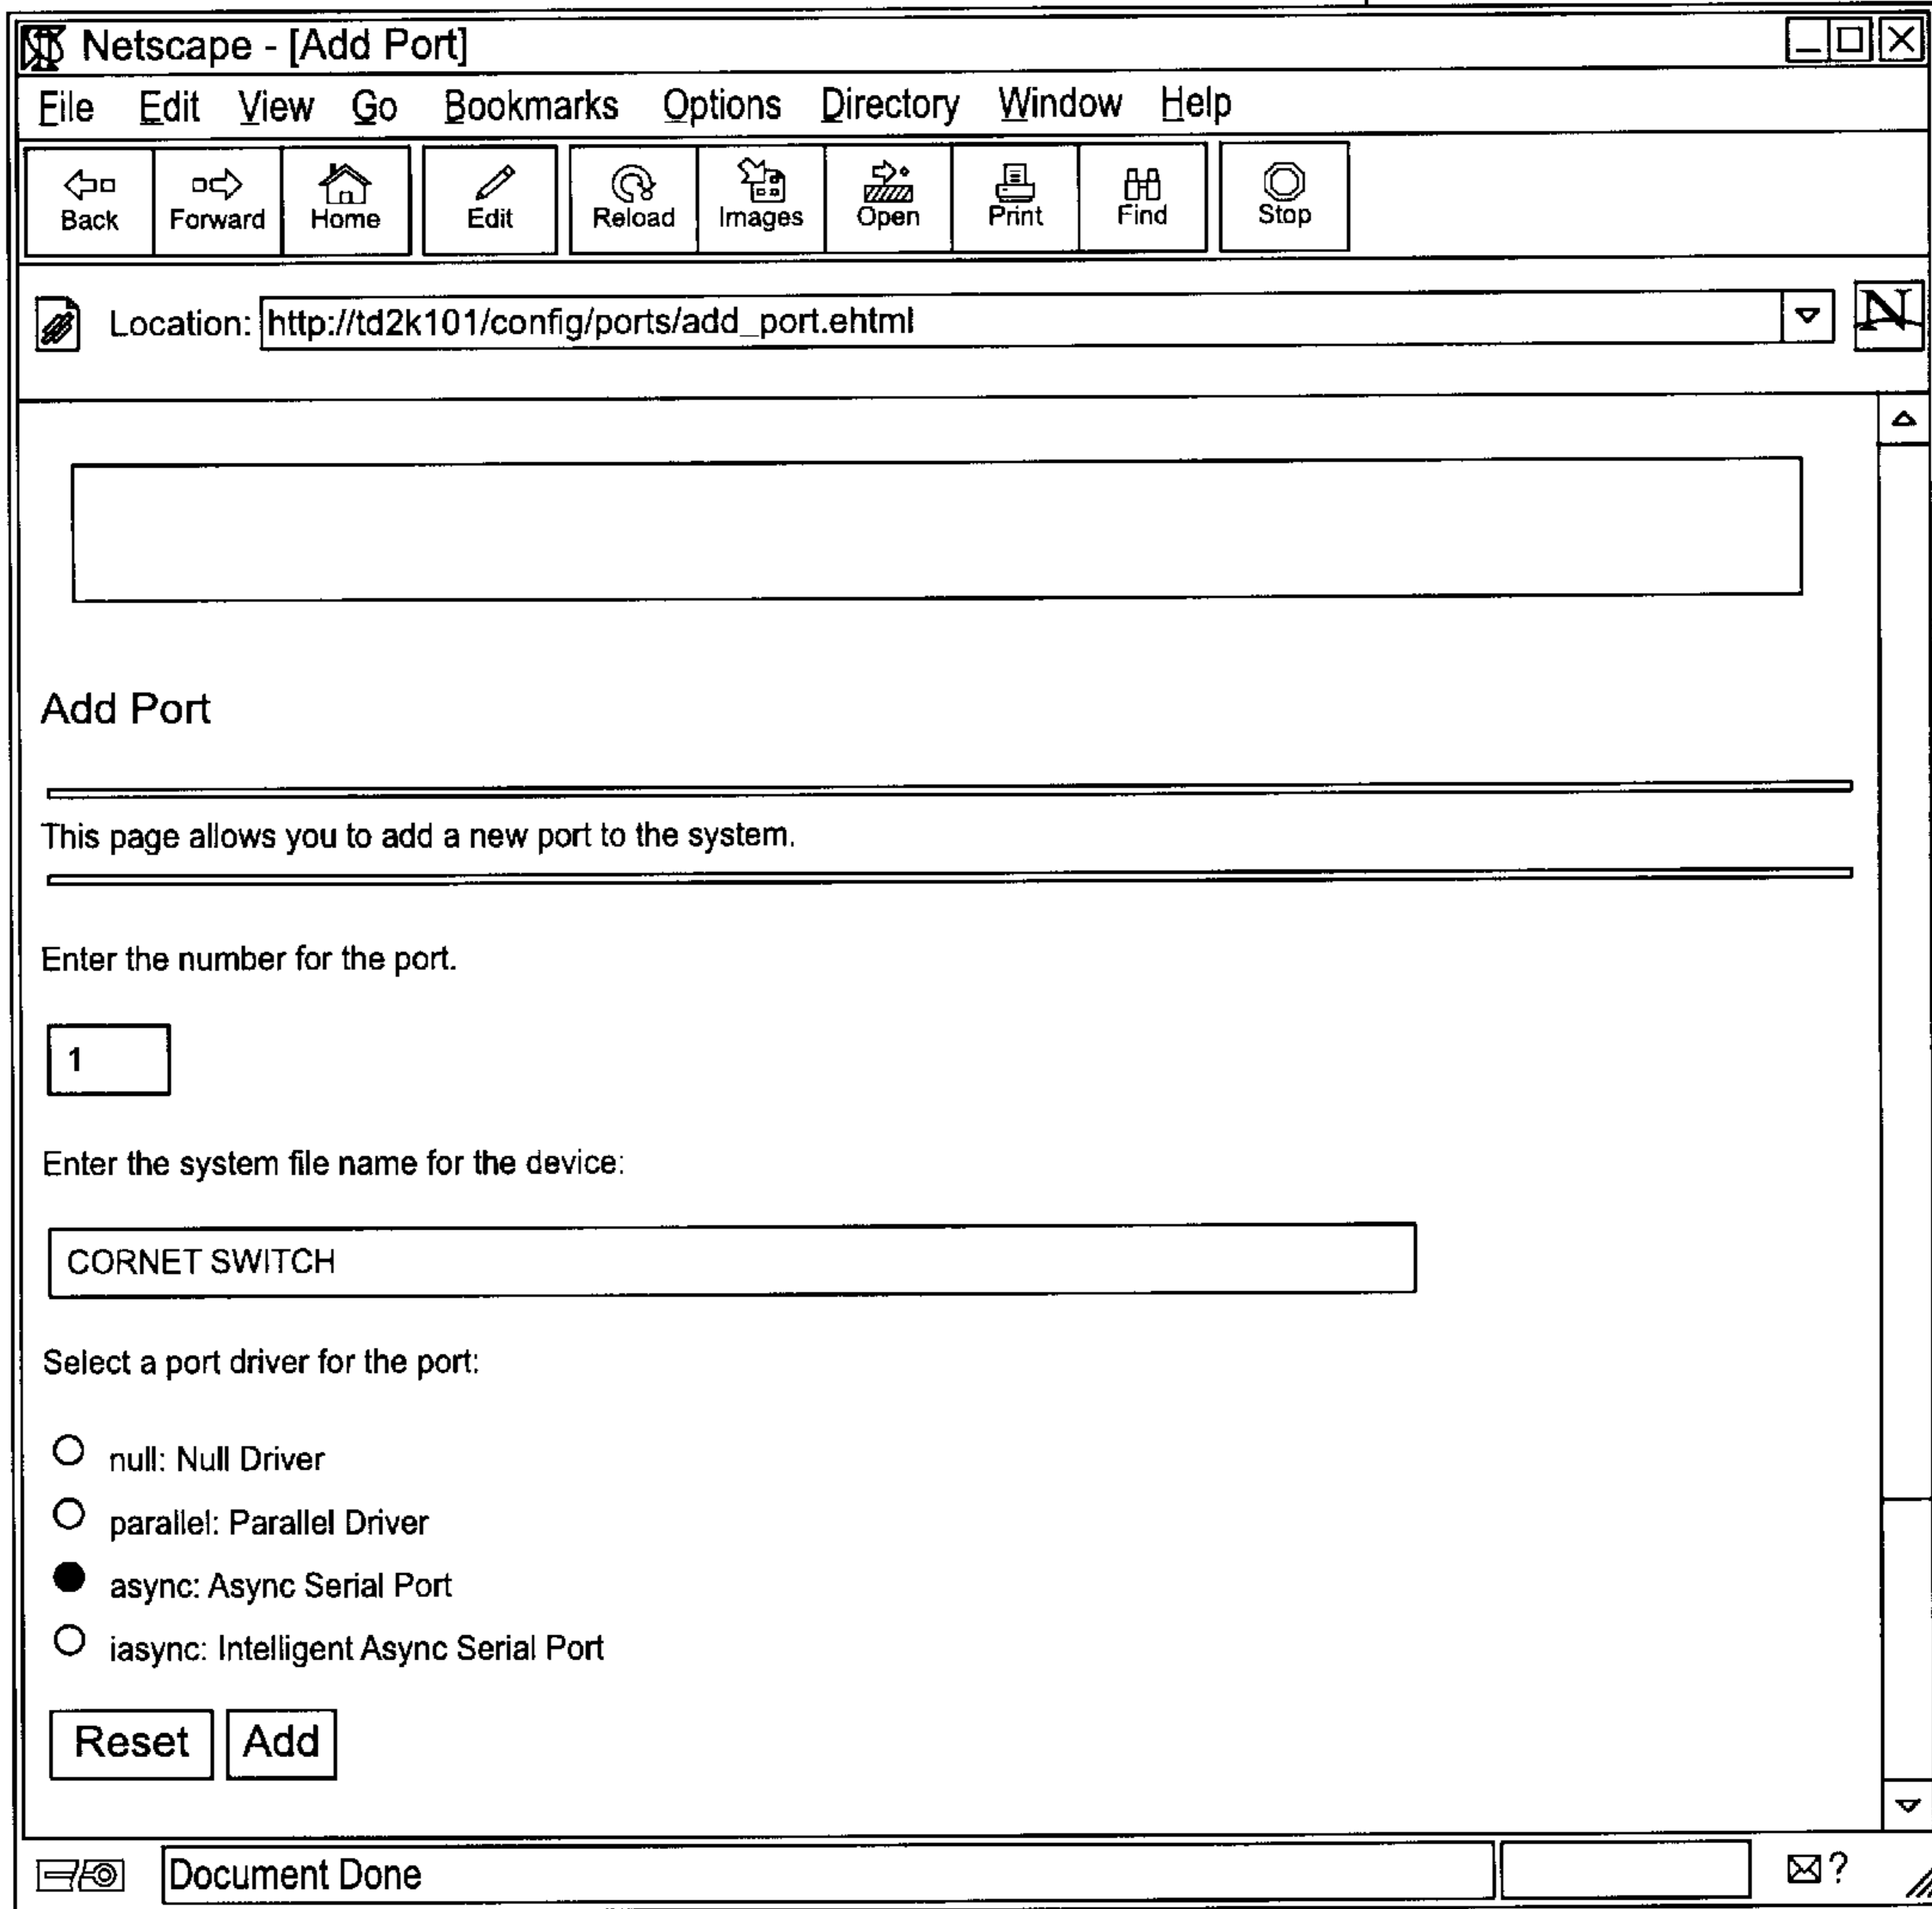 Netscape - [Add Port]
File Edit View Go Bookmarks Options Directory Window Help
Back Forward Home Edit Reload Images Open Print Find Stop
Location: http://td2k101/config/ports/add_port.ehtml
N
Add Port
This page allows you to add a new port to the system.
Enter the number for the port.
1
Enter the system file name for the device:
CORNET SWITCH
Select a port driver for the port:
null: Null Driver
parallel: Parallel Driver
async: Async Serial Port
iasync: Intelligent Async Serial Port
Reset Add
Document Done ?